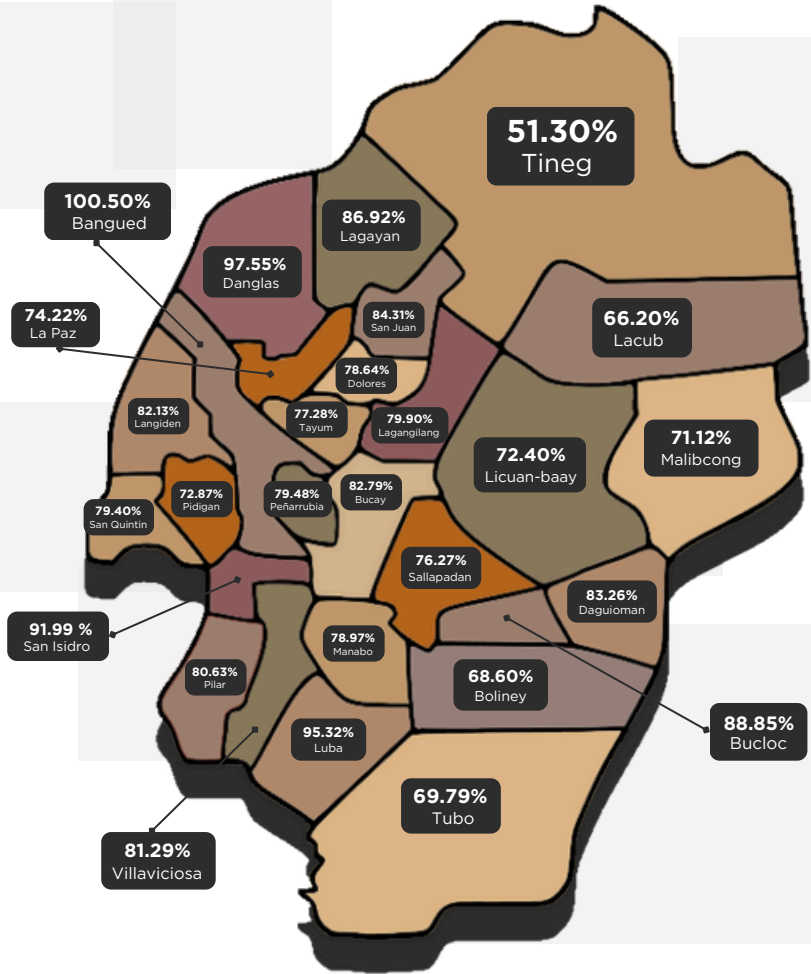 51.30%
Tineg
100.50%
Bangued
86.92%
Lagayan
97.55%
Danglas
74.22%
La Paz
84.31%
San Juan
66.20%
Lacub
78.64%
Dolores
82.13%
Langiden
77.28%
Tayum
79.90%
Lagangilang
72.40%
Licuan-baay
71.12%
Malibcong
79.40%
San Quintin
72.87%
Pidigan
79.48%
Peñarrubia
82.79%
Bucay
76.27%
Sallapadan
83.26%
Daguioman
91.99 %
San Isidro
80.63%
Pilar
78.97%
Manabo
68.60%
Boliney
88.85%
Bucloc
95.32%
Luba
69.79%
Tubo
81.29%
Villaviciosa